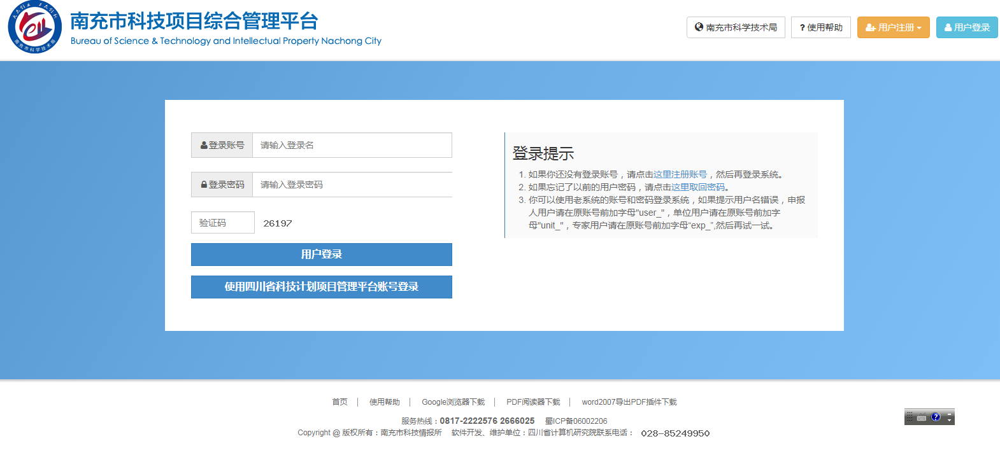 南充市科技项目综合管理平台
Bureau of Science & Technology and Intellectual Property Nachong City
南充市科学技术局
? 使用帮助
用户注册
用户登录
南充市科学技术局
登录账号
请输入登录名
登录密码
请输入登录密码
验证码
26197
用户登录
使用四川省科技计划项目管理平台账号登录
登录提示
1. 如果你还没有登录账号，请点击这里注册账号，然后再登录系统。
2. 如果忘记了以前的用户密码，请点击这里取回密码。
3. 你可以使用老系统的账号和密码登录系统，如果提示用户名错误，申报
人用户请在原账号前加字母"user_"，单位用户请在原账号前加字
母"unit_"，专家用户请在原账号前加字母“exp_”,然后再试一试。
首页 | 使用帮助 | Google浏览器下载 | PDF阅读器下载 | word2007导出PDF插件下载
服务热线：0817-2222576 2666025 蜀ICP备06002206
Copyright @ 版权所有：南充市科技情报所 软件开发、维护单位：四川省计算机研究院联系电话： 028-85249950